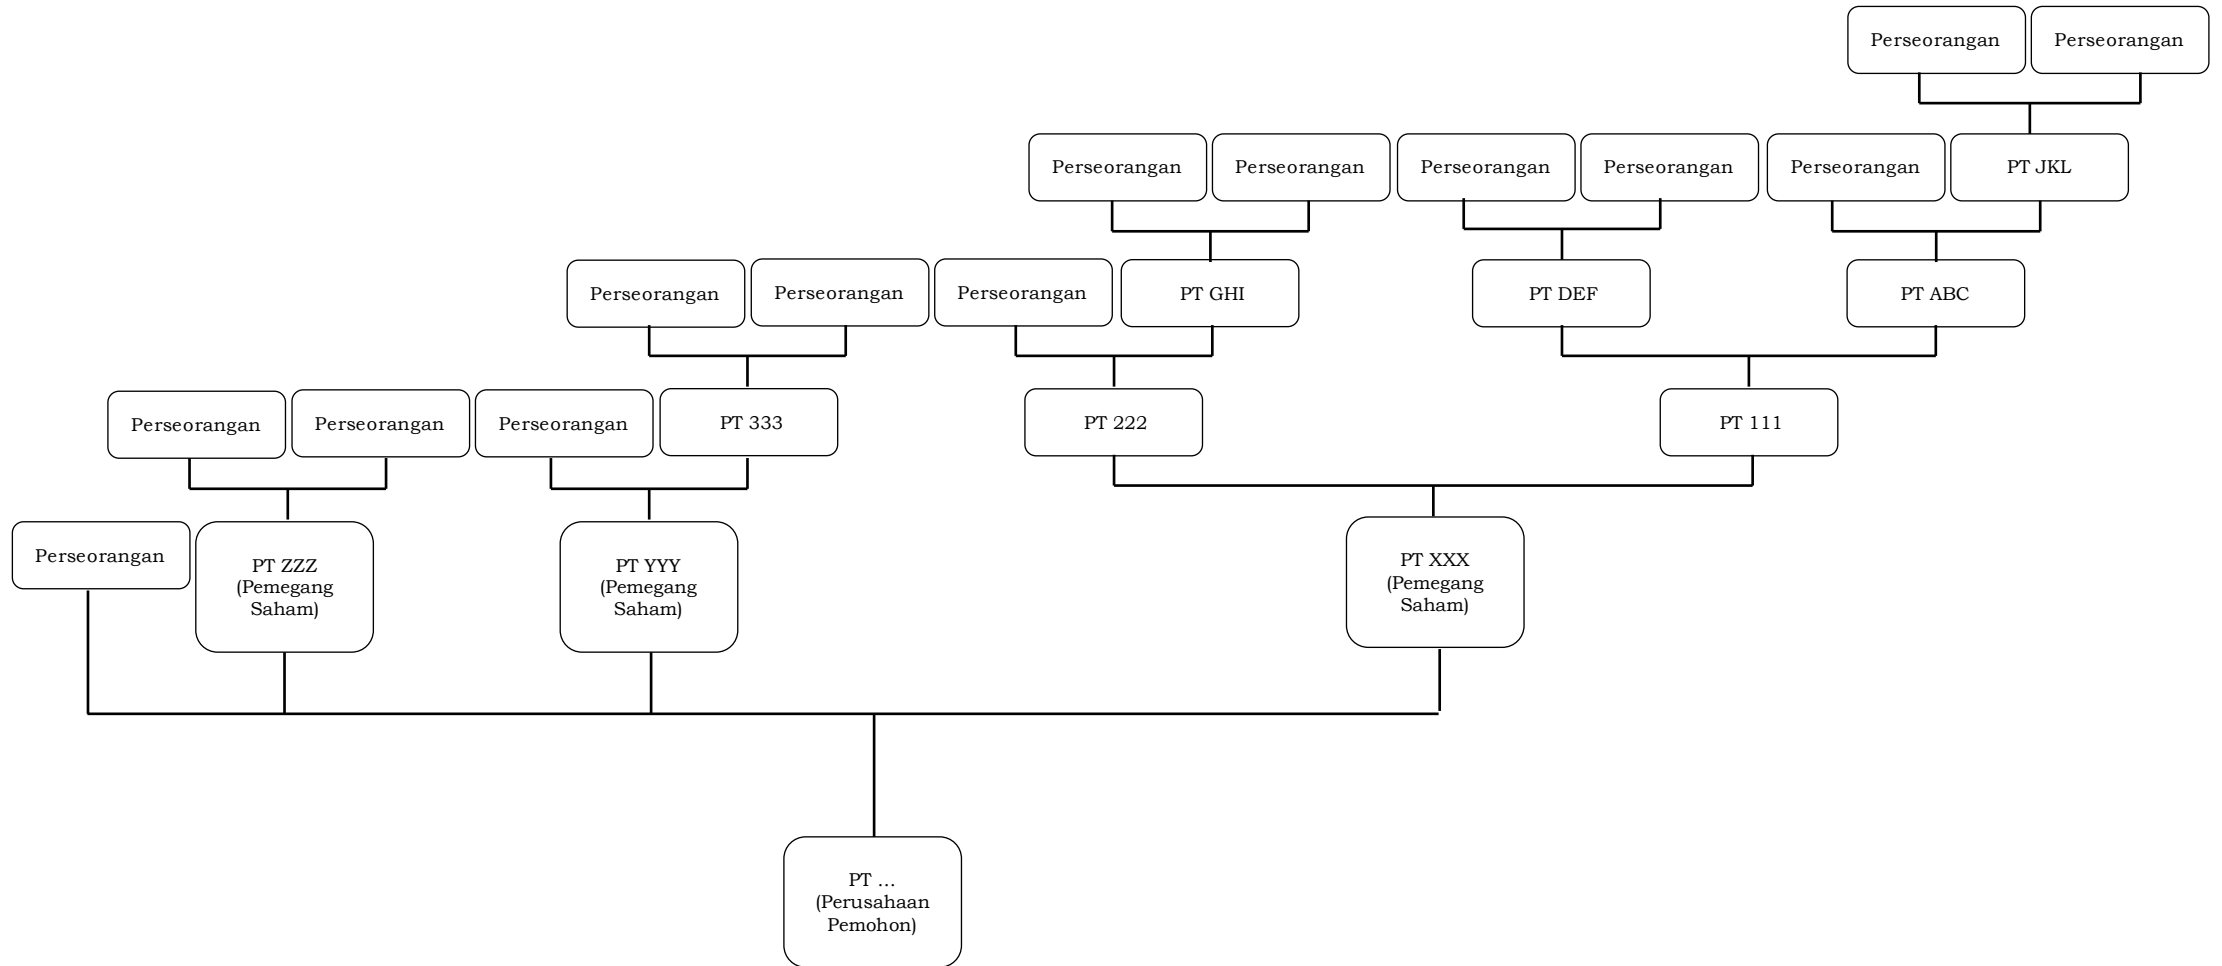 Perseorangan
Perseorangan
Perseorangan
Perseorangan
Perseorangan
Perseorangan
Perseorangan
PT JKL
Perseorangan
Perseorangan
Perseorangan
PT GHI
PT DEF
PT ABC
Perseorangan
Perseorangan
Perseorangan
PT 333
PT 222
PT 111
Perseorangan
PT ZZZ
(Pemegang
Saham)
PT YYY
(Pemegang
Saham)
PT XXX
(Pemegang
Saham)
PT ...
(Perusahaan
Pemohon)